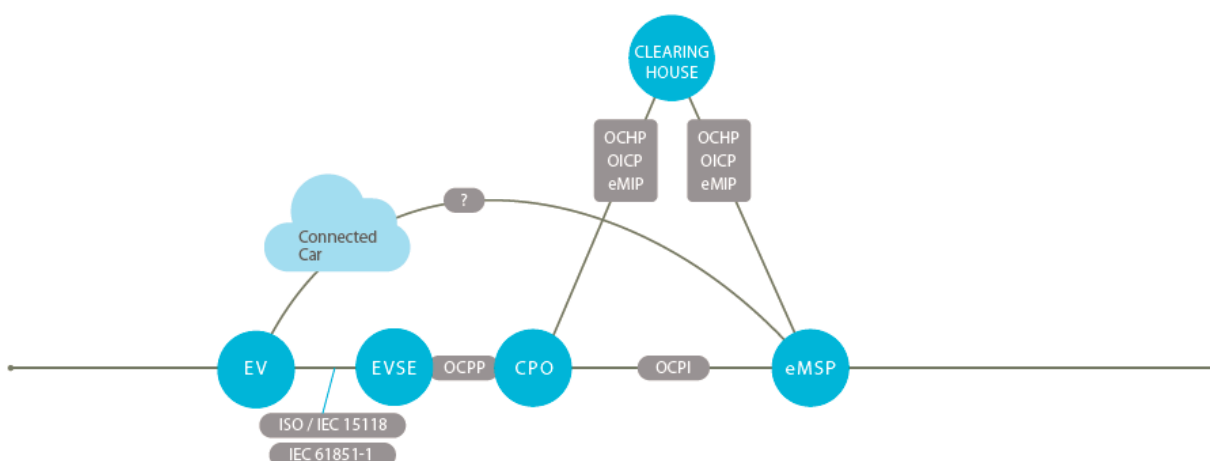 CLEARING
HOUSE
OCHP
OICP
eMIP
OCHP
OICP
eMIP
?
Connected
Car
EV
EVSE
OCPP
CPO
OCPI
eMSP
ISO / IEC 15118
IEC 61851-1